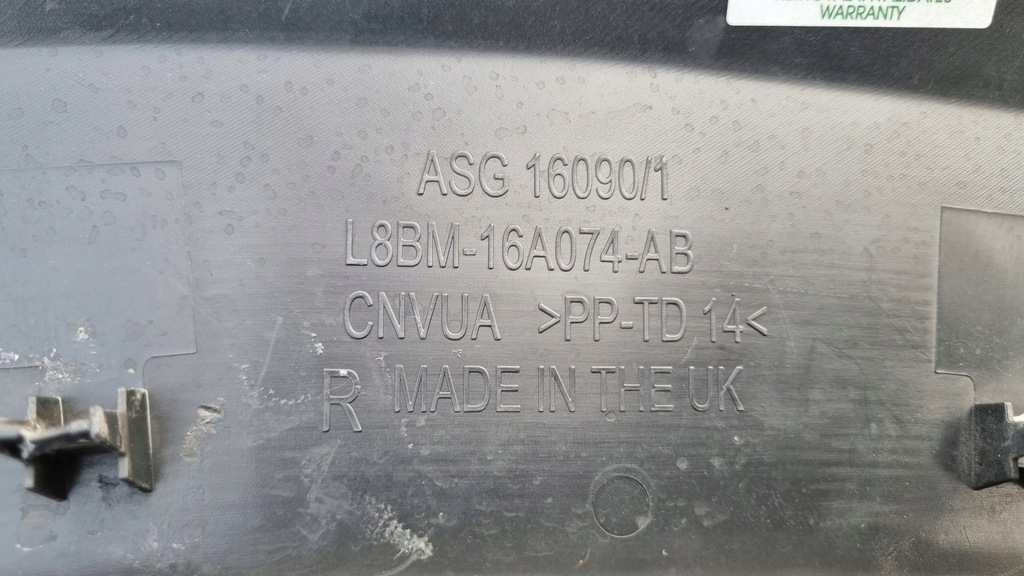 WARRANTY
ASG 16090/1
L8BM-16A074-AB
CNVUA >PP-TD 14<
R MADE IN THE UK